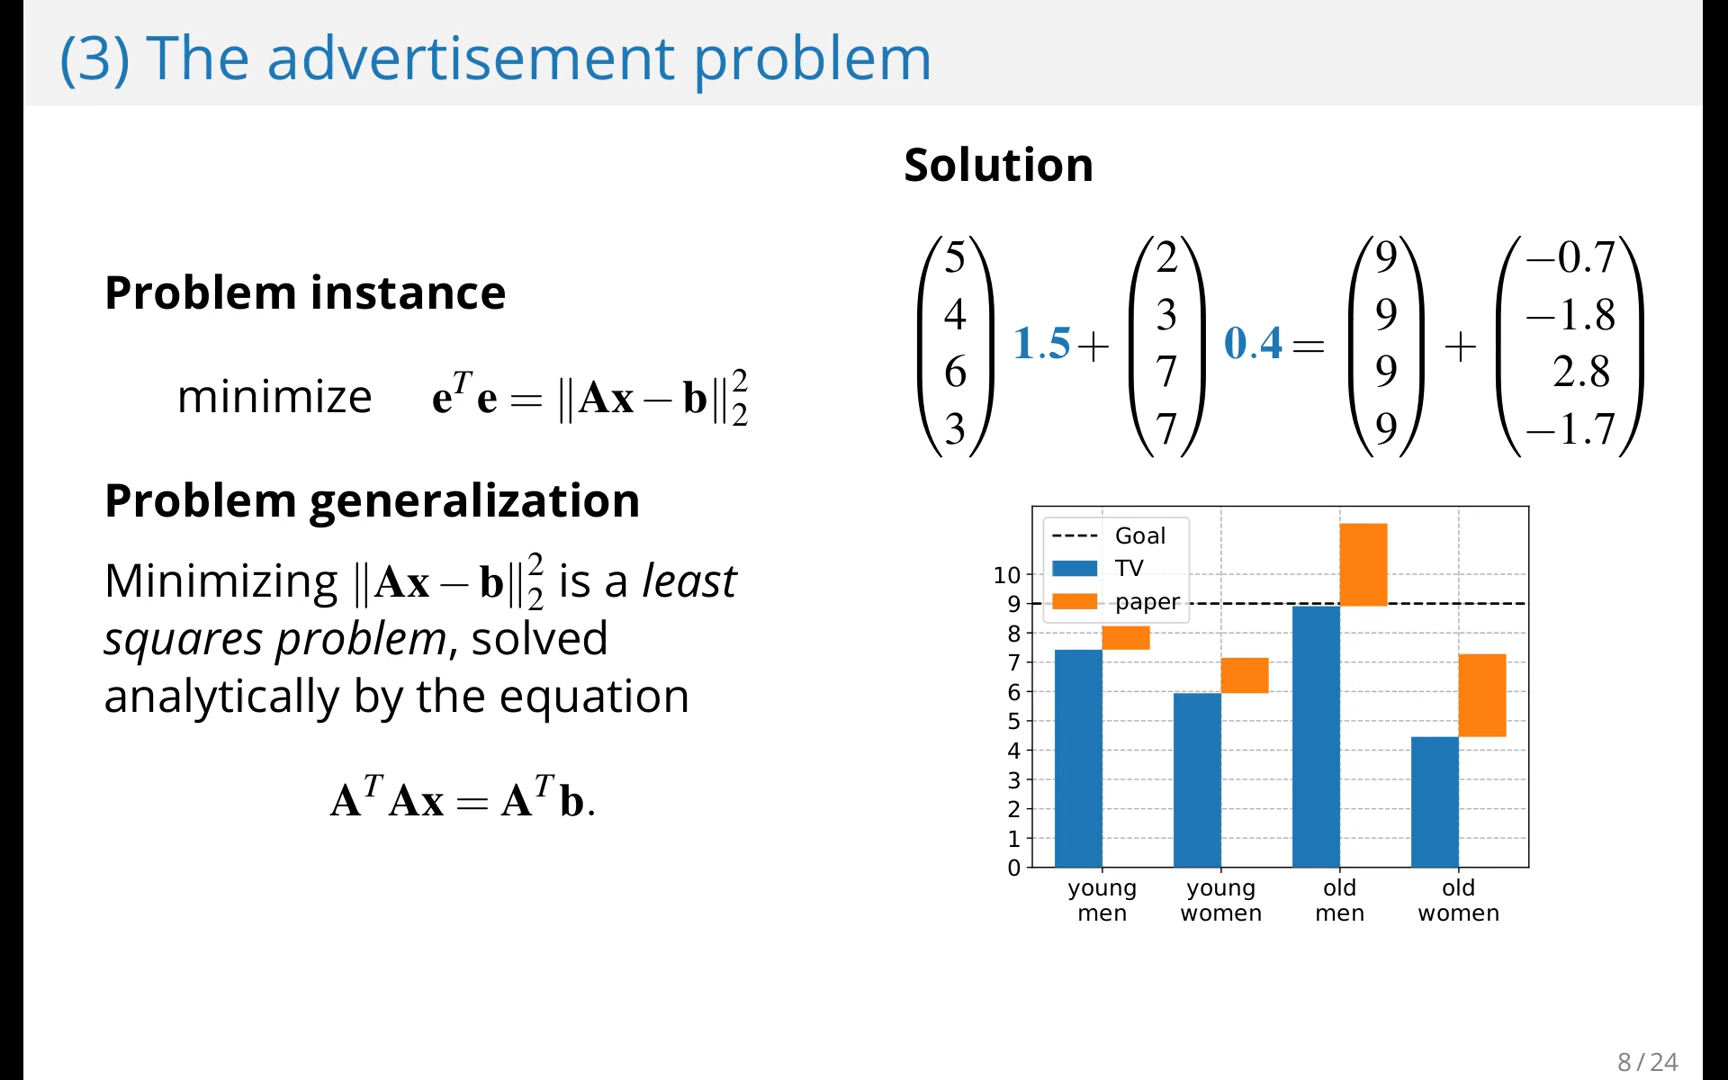 (3) The advertisement problem
Problem instance
minimize e^T e = ‖Ax − b‖₂²
Problem generalization
Minimizing ‖Ax − b‖₂² is a least
squares problem, solved
analytically by the equation
A^T Ax = A^T b.
Solution
5 2 9 −0.7
4 3 9 −1.8
1.5 + 0.4 = +
6 7 9 2.8
3 7 9 −1.7
Goal
TV
paper
10
9
8
7
6
5
4
3
2
1
0
young young old old
men women men women
8 / 24